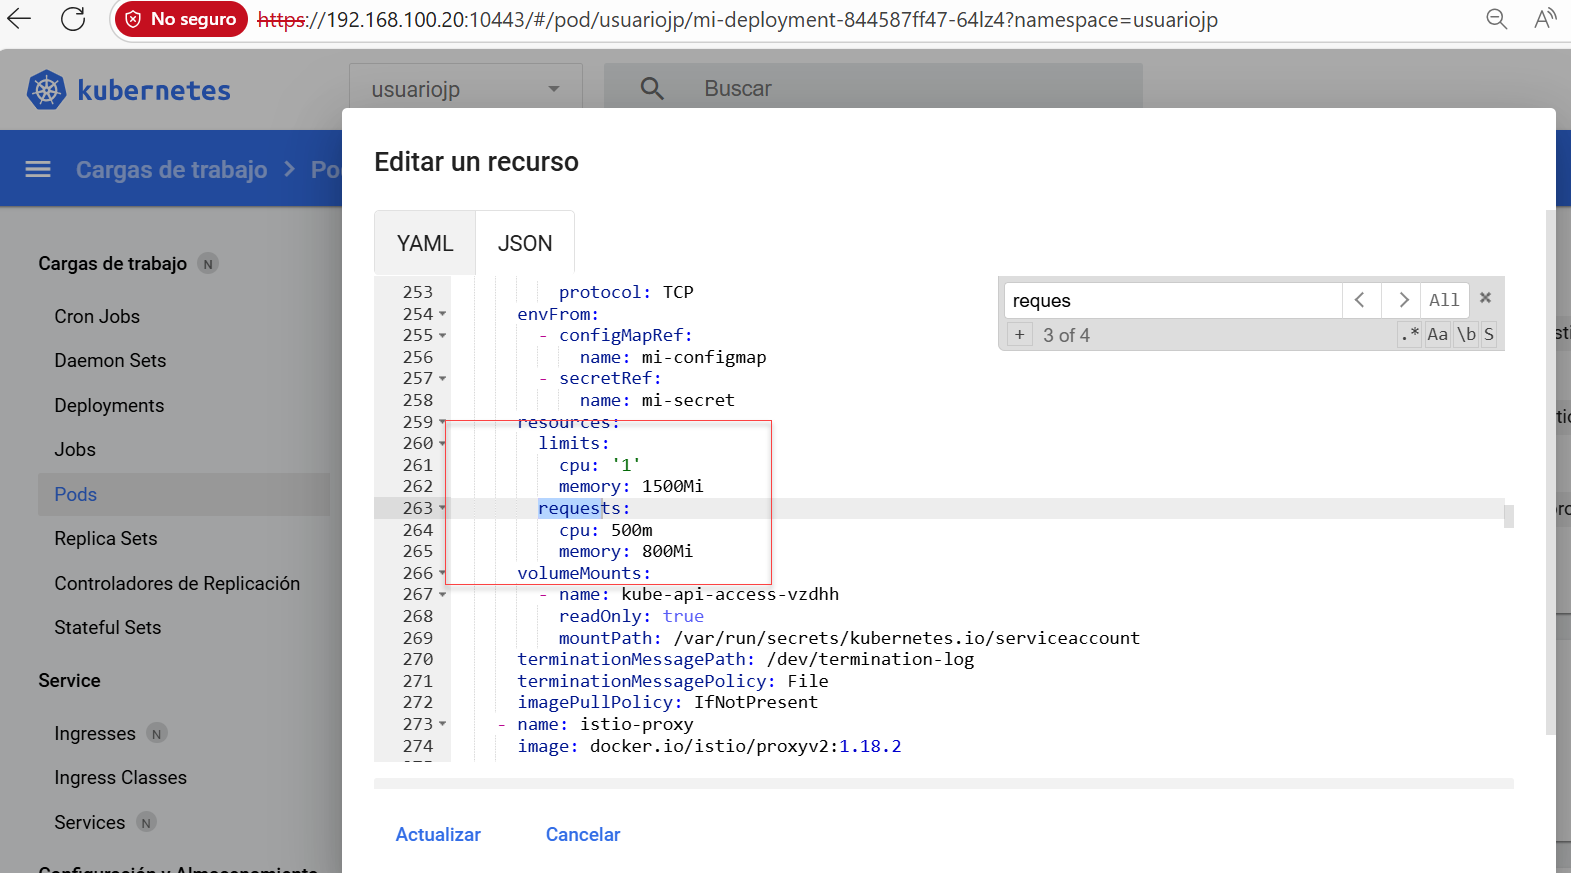 No seguro
https://192.168.100.20:10443/#/pod/usuariojp/mi-deployment-844587ff47-64lz4?namespace=usuariojp
kubernetes
usuariojp
Buscar
Cargas de trabajo
Editar un recurso
YAML
JSON
Cargas de trabajo N
Cron Jobs
Daemon Sets
Deployments
Jobs
Pods
Replica Sets
Controladores de Replicación
Stateful Sets
Service
Ingresses N
Ingress Classes
Services N
Configuración y Almacenamiento
reques
All
+ 3 of 4
.* Aa \b S
253 protocol: TCP
254 envFrom:
255 - configMapRef:
256 name: mi-configmap
257 - secretRef:
258 name: mi-secret
259 resources:
260 limits:
261 cpu: '1'
262 memory: 1500Mi
263 requests:
264 cpu: 500m
265 memory: 800Mi
266 volumeMounts:
267 - name: kube-api-access-vzdhh
268 readOnly: true
269 mountPath: /var/run/secrets/kubernetes.io/serviceaccount
270 terminationMessagePath: /dev/termination-log
271 terminationMessagePolicy: File
272 imagePullPolicy: IfNotPresent
273 - name: istio-proxy
274 image: docker.io/istio/proxyv2:1.18.2
Actualizar
Cancelar